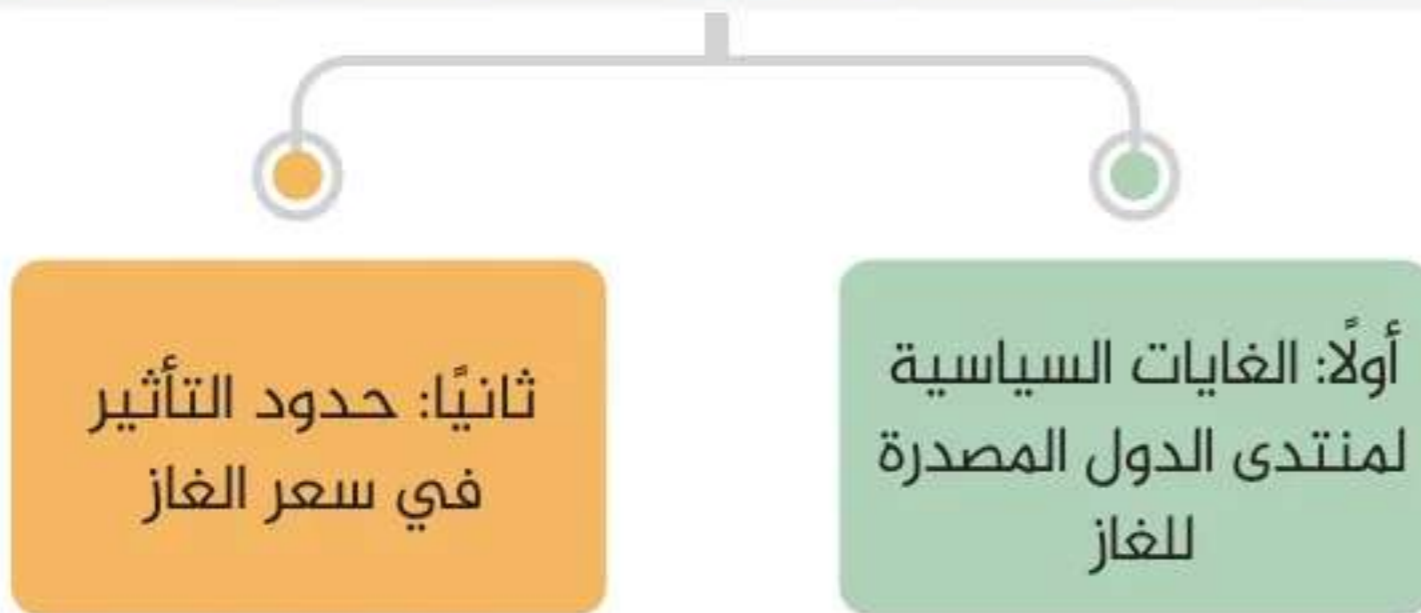 أولًا: الغايات السياسية
لمنتدى الدول المصدرة
للغاز
ثانيًا: حدود التأثير
في سعر الغاز